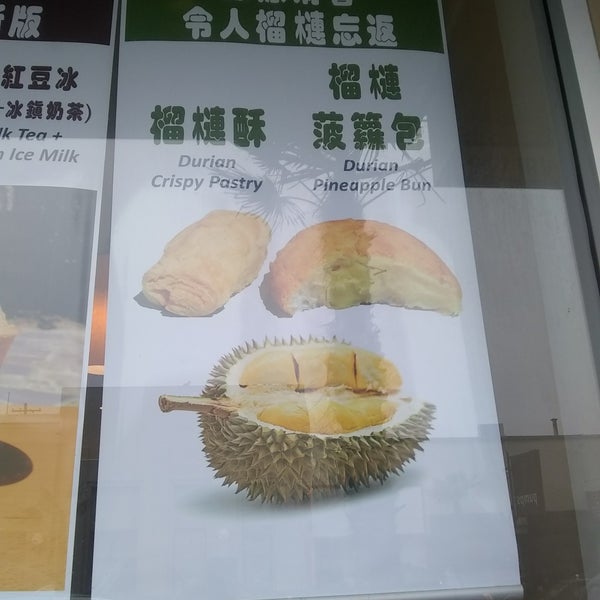 令人榴槤忘返
榴槤酥
Durian
Crispy Pastry
榴槤
菠蘿包
Durian
Pineapple Bun
版
紅豆冰
冰鎮奶茶)
Tea +
Ice Milk